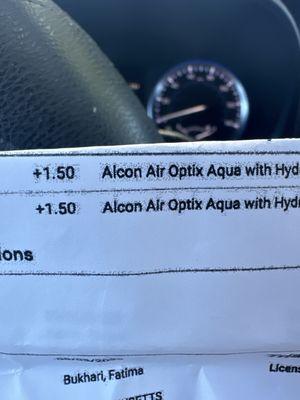 +1.50 Alcon Air Optix Aqua with Hyd
+1.50 Alcon Air Optix Aqua with Hyd
ions
Bukhari, Fatima
Licens
SETTS